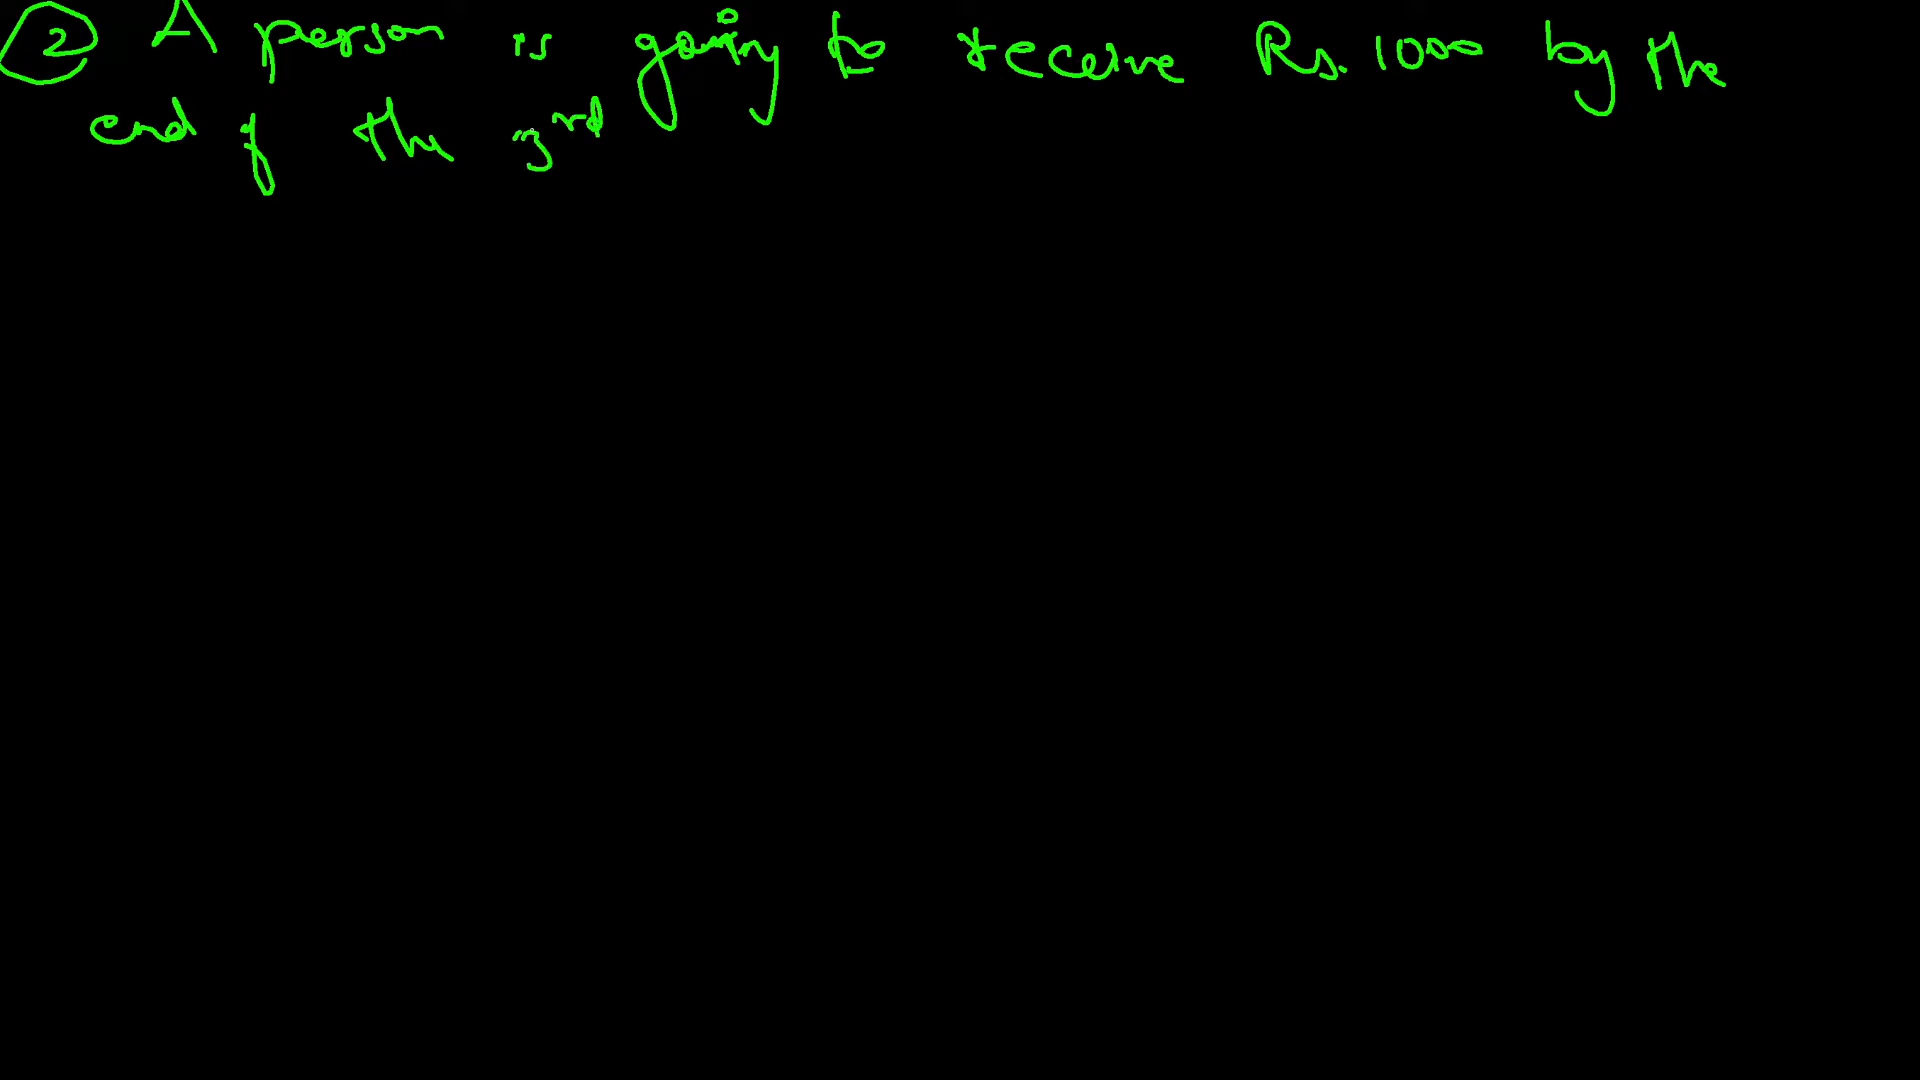 2 A person is going to receive Rs. 1000 by the
end of the 3rd